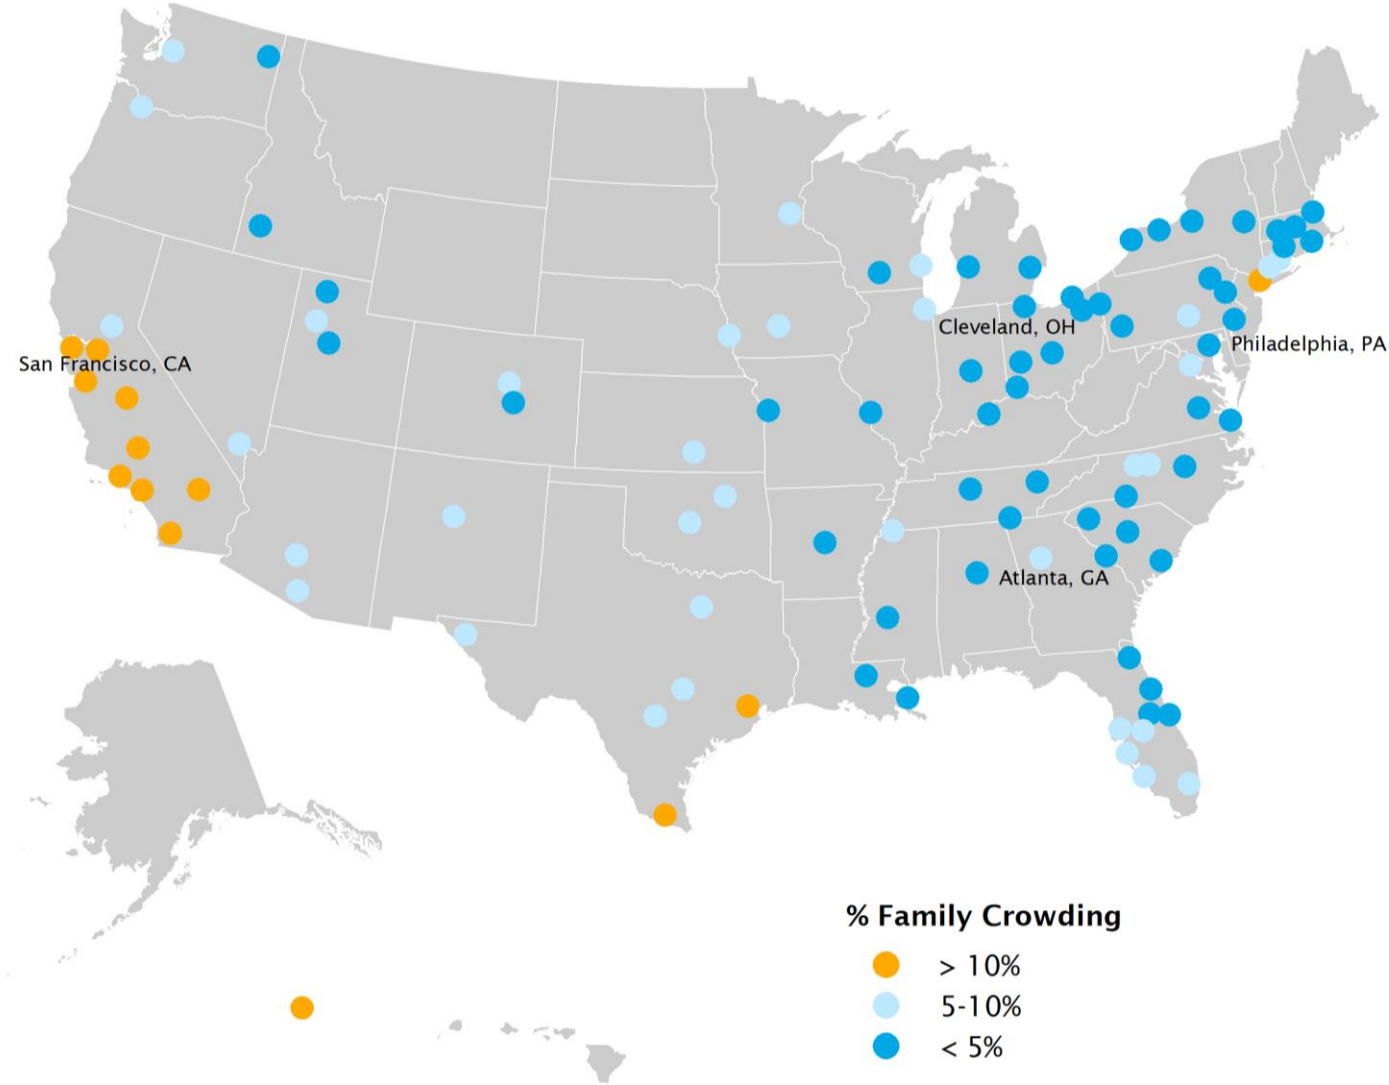 Cleveland, OH
Philadelphia, PA
San Francisco, CA
Atlanta, GA
% Family Crowding
> 10%
5-10%
< 5%